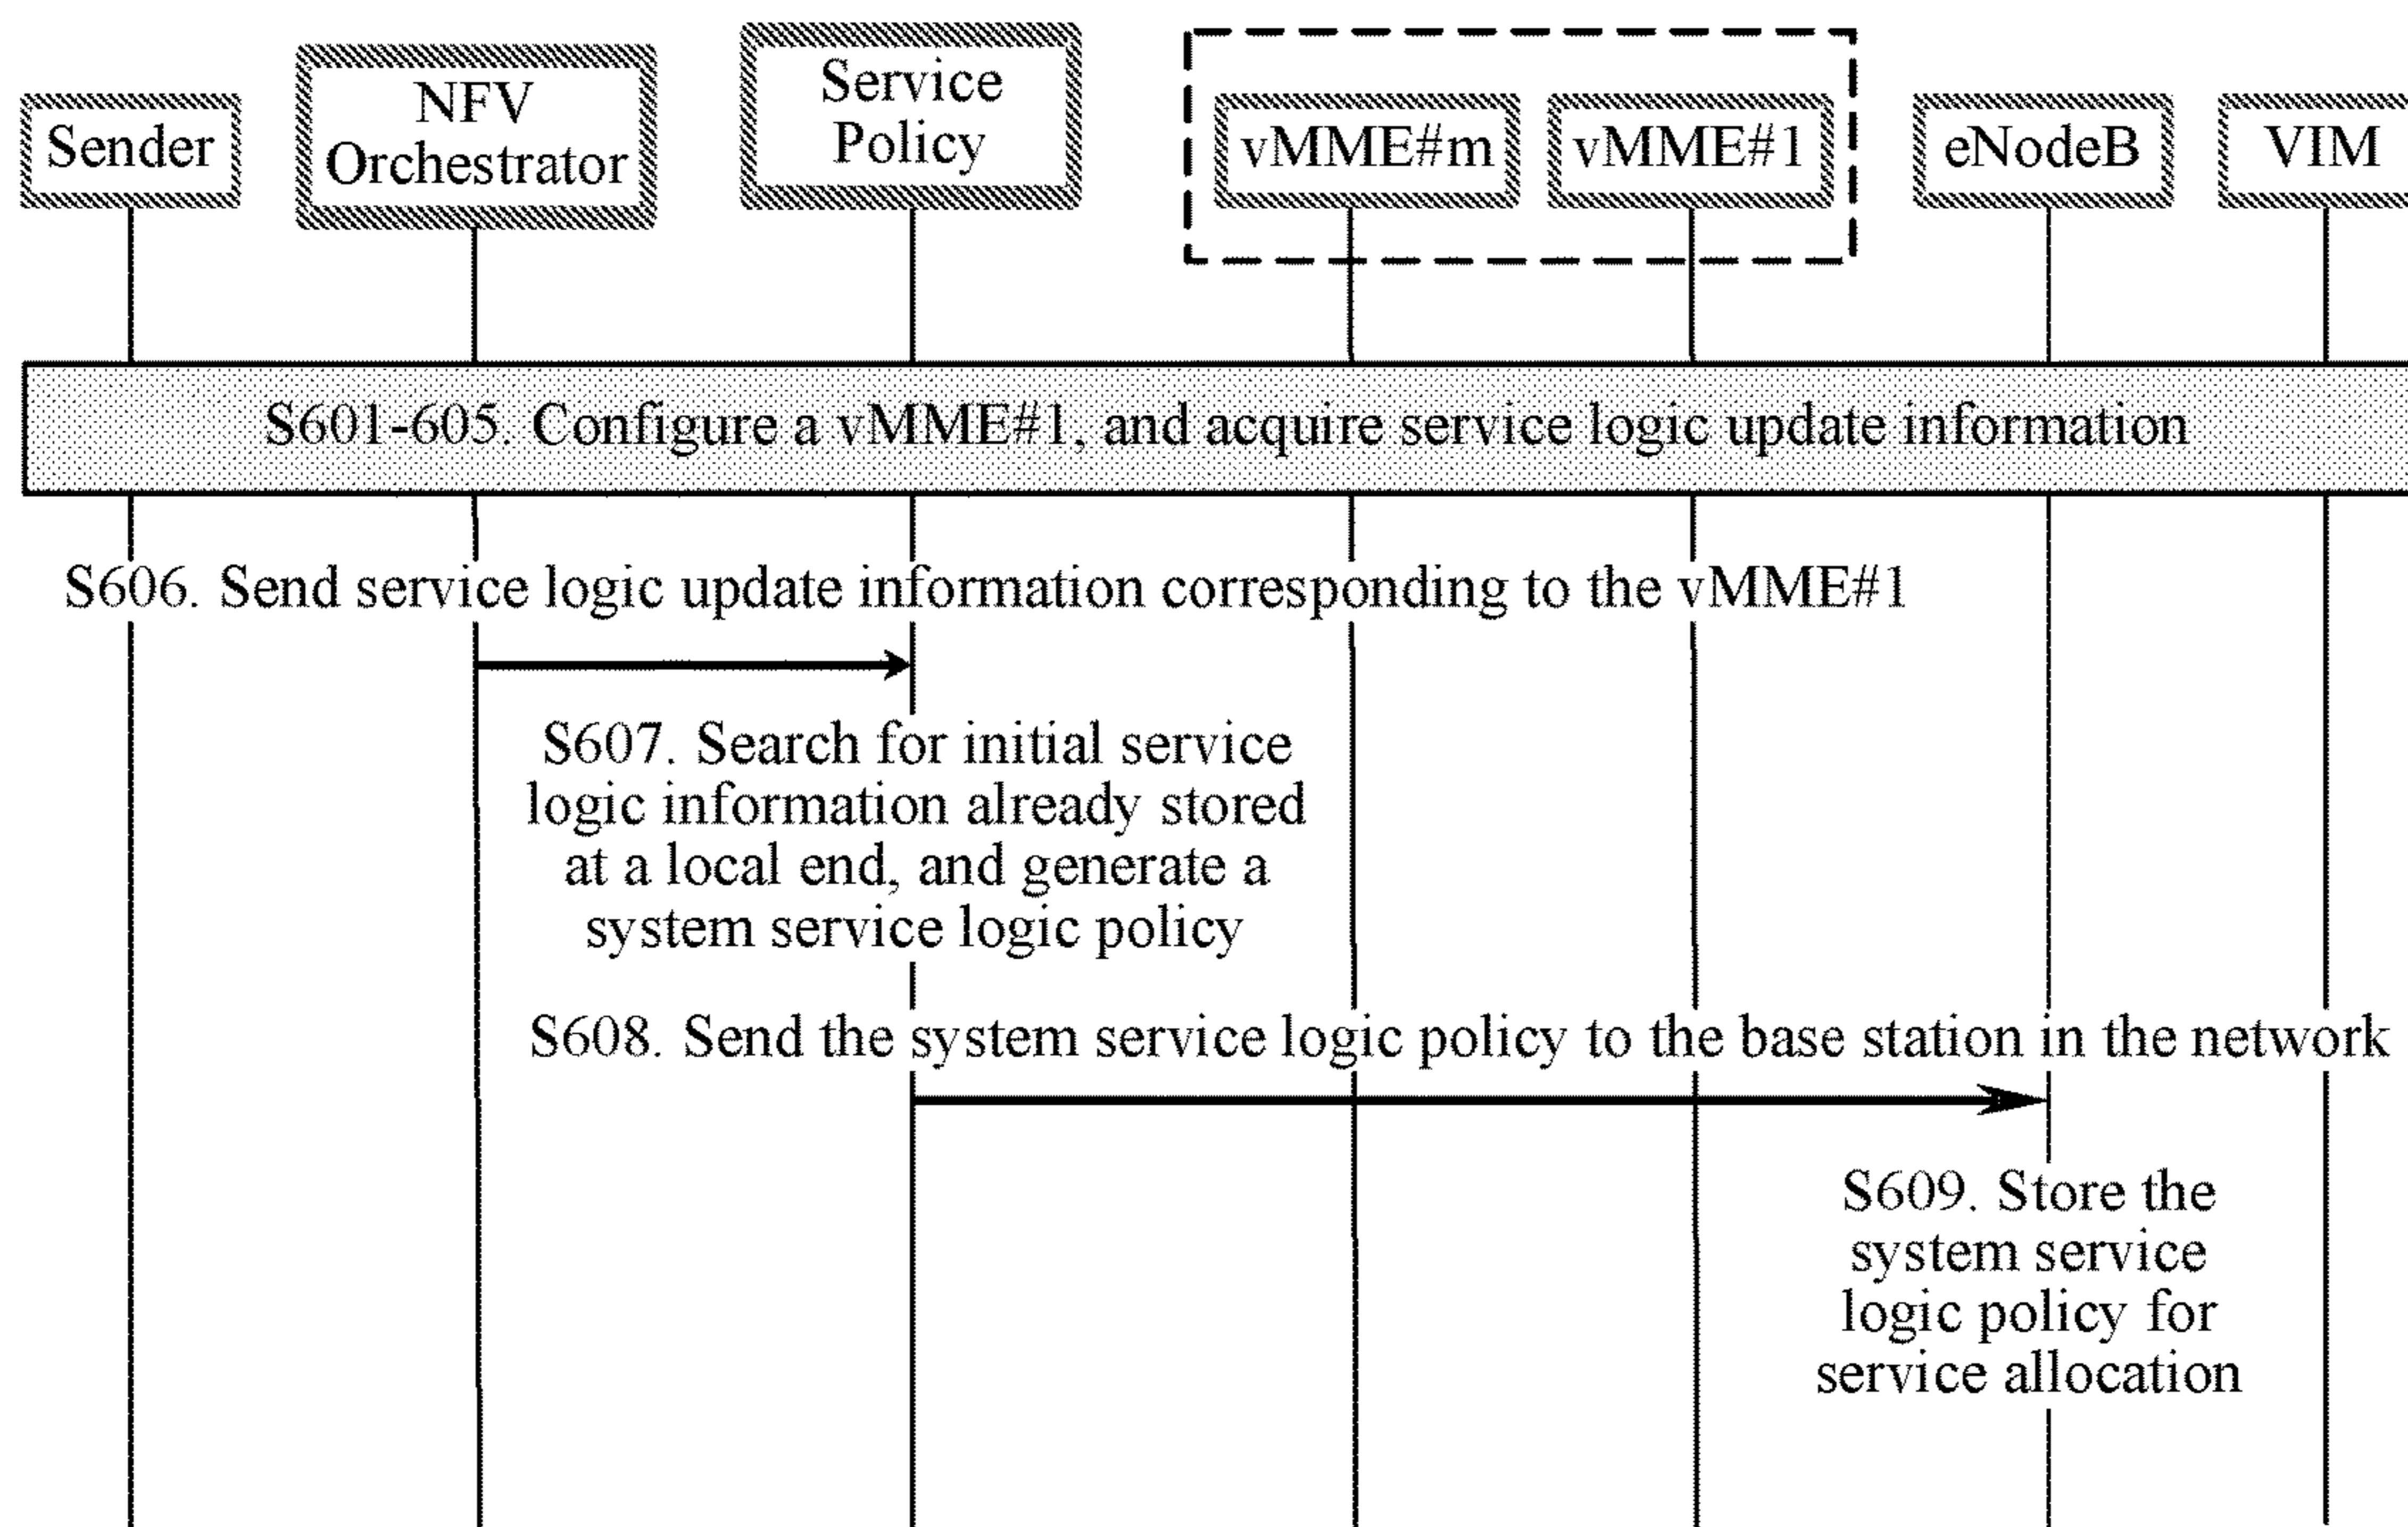 Sender
NFV
Orchestrator
Service
Policy
vMME#m
vMME#1
eNodeB
VIM
S601-605. Configure a vMME#1, and acquire service logic update information
S606. Send service logic update information corresponding to the vMME#1
S607. Search for initial service
logic information already stored
at a local end, and generate a
system service logic policy
S608. Send the system service logic policy to the base station in the network
S609. Store the
system service
logic policy for
service allocation